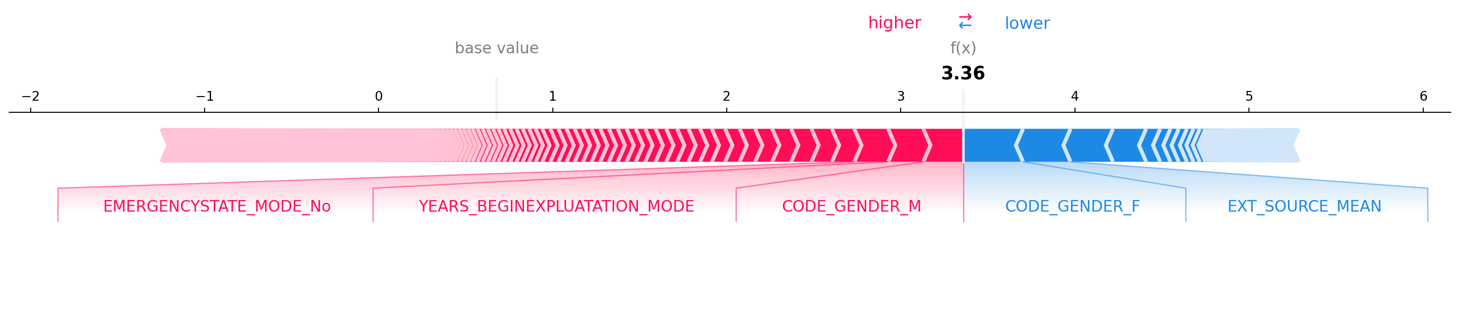 higher ⇄ lower
base value f(x)
3.36
−2 −1 0 1 2 3 4 5 6
EMERGENCYSTATE_MODE_No YEARS_BEGINEXPLUATATION_MODE CODE_GENDER_M CODE_GENDER_F EXT_SOURCE_MEAN